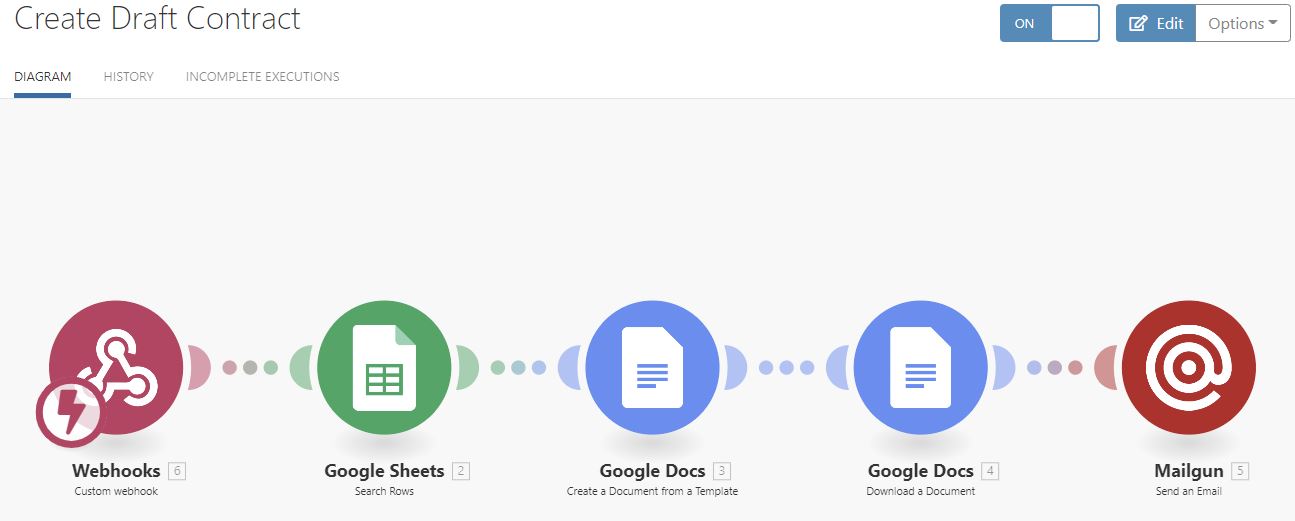 Create Draft Contract
ON
Edit
Options
DIAGRAM
HISTORY
INCOMPLETE EXECUTIONS
Webhooks 6
Custom webhook
Google Sheets 2
Search Rows
Google Docs 3
Create a Document from a Template
Google Docs 4
Download a Document
Mailgun 5
Send an Email